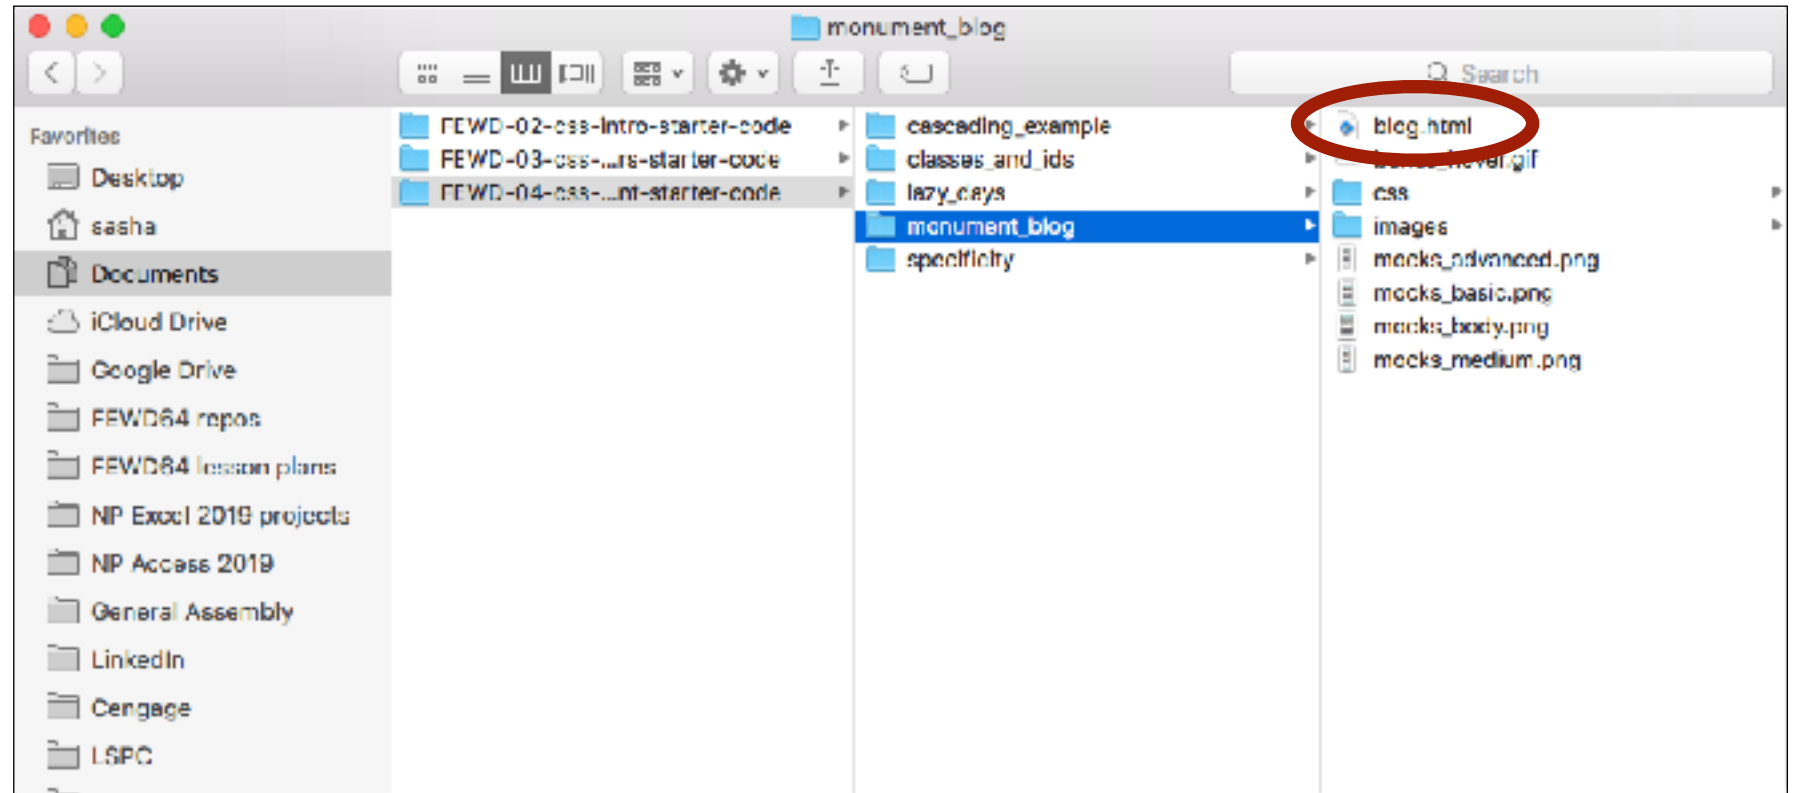 monument_blog
Search
Favorites
Desktop
sasha
Documents
iCloud Drive
Google Drive
FEWD64 repos
FEWD64 lesson plans
NP Excel 2019 projects
NP Access 2019
General Assembly
LinkedIn
Cengage
LSPC
FEWD-02-css-intro-starter-code
FEWD-03-css-...rs-starter-code
FEWD-04-css-...nt-starter-code
cascading_example
classes_and_ids
lazy_days
monument_blog
specificity
blog.html
css
images
mocks_advanced.png
mocks_basic.png
mocks_body.png
mocks_medium.png